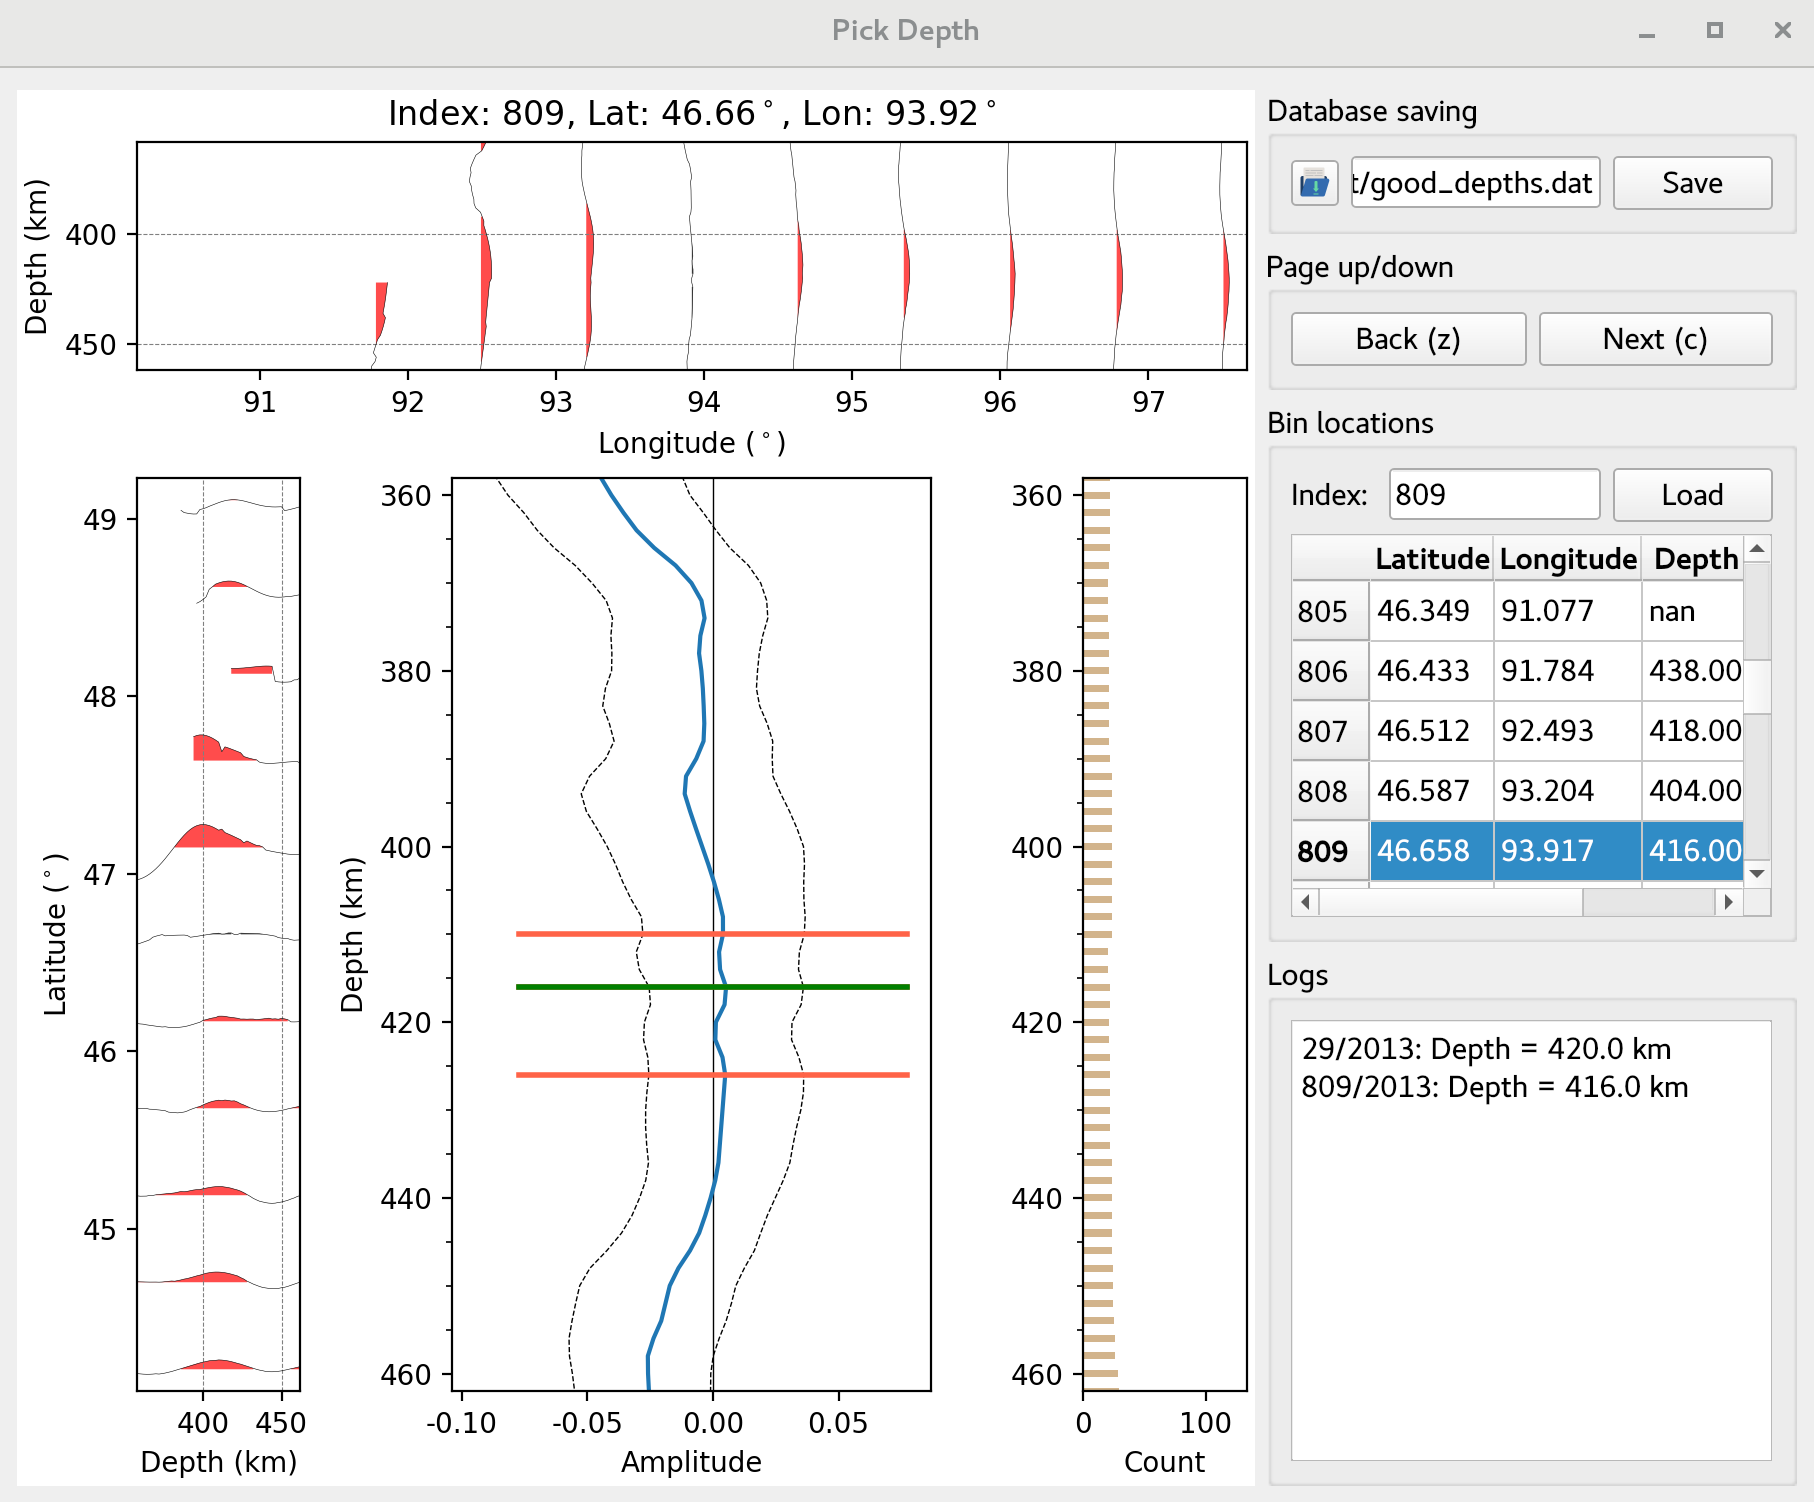 Pick Depth
Index: 809, Lat: 46.66°, Lon: 93.92°
Depth (km)
400
450
91 92 93 94 95 96 97
Longitude (°)
Latitude (°)
49
48
47
46
45
400 450
Depth (km)
Depth (km)
360
380
400
420
440
460
-0.10 -0.05 0.00 0.05
Amplitude
360
380
400
420
440
460
0 100
Count
Database saving
t/good_depths.dat Save
Page up/down
Back (z) Next (c)
Bin locations
Index: 809 Load
Latitude Longitude Depth
805 46.349 91.077 nan
806 46.433 91.784 438.00
807 46.512 92.493 418.00
808 46.587 93.204 404.00
809 46.658 93.917 416.00
Logs
29/2013: Depth = 420.0 km
809/2013: Depth = 416.0 km